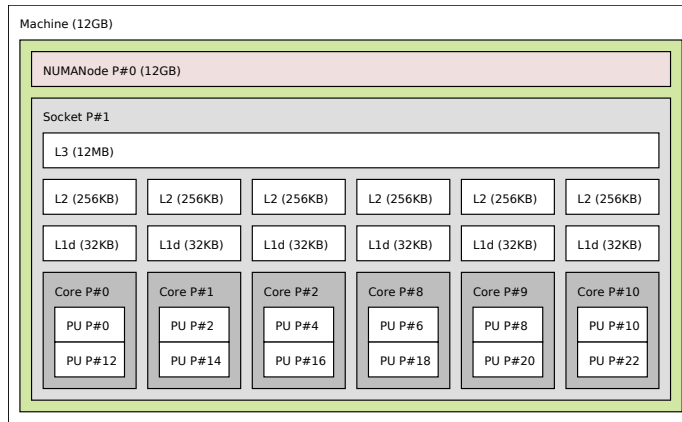 Machine (12GB)
NUMANode P#0 (12GB)
Socket P#1
L3 (12MB)
L2 (256KB) L2 (256KB) L2 (256KB) L2 (256KB) L2 (256KB) L2 (256KB)
L1d (32KB) L1d (32KB) L1d (32KB) L1d (32KB) L1d (32KB) L1d (32KB)
Core P#0 Core P#1 Core P#2 Core P#8 Core P#9 Core P#10
PU P#0 PU P#2 PU P#4 PU P#6 PU P#8 PU P#10
PU P#12 PU P#14 PU P#16 PU P#18 PU P#20 PU P#22